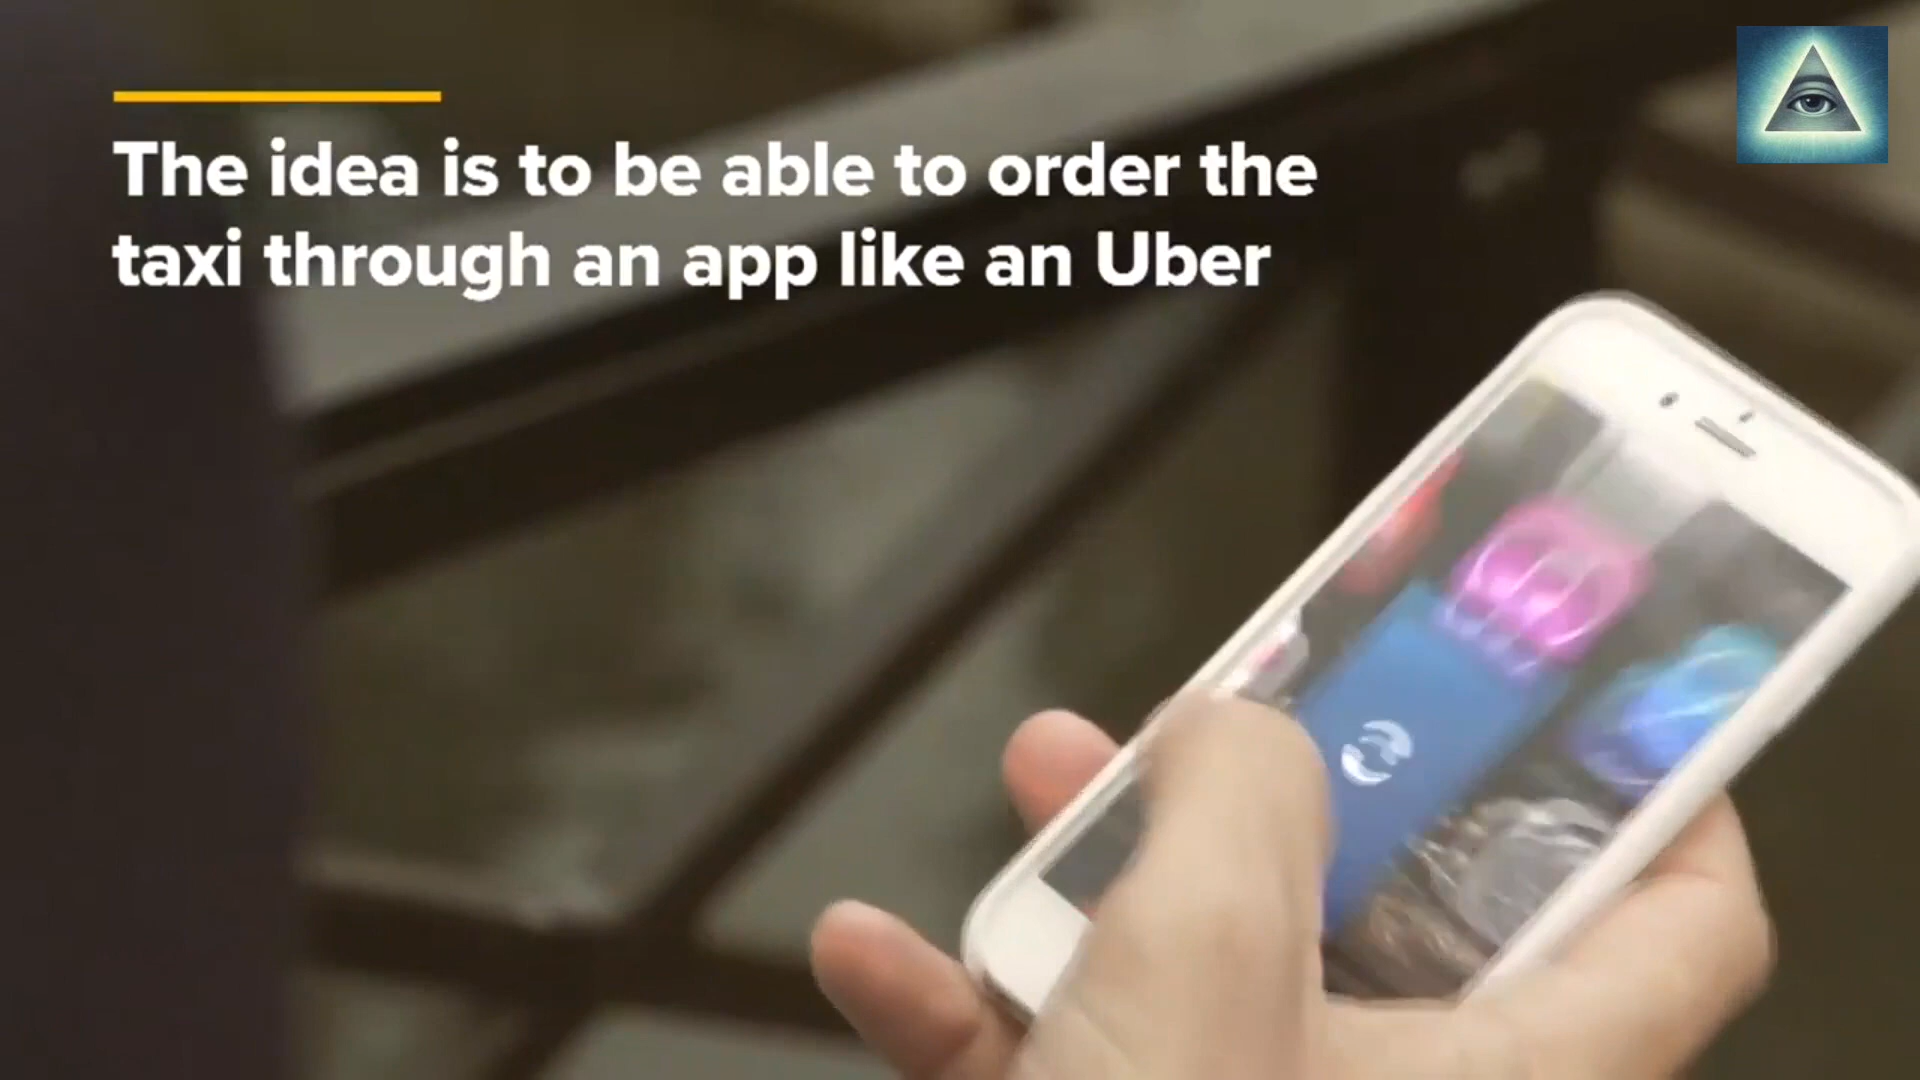 The idea is to be able to order the
taxi through an app like an Uber